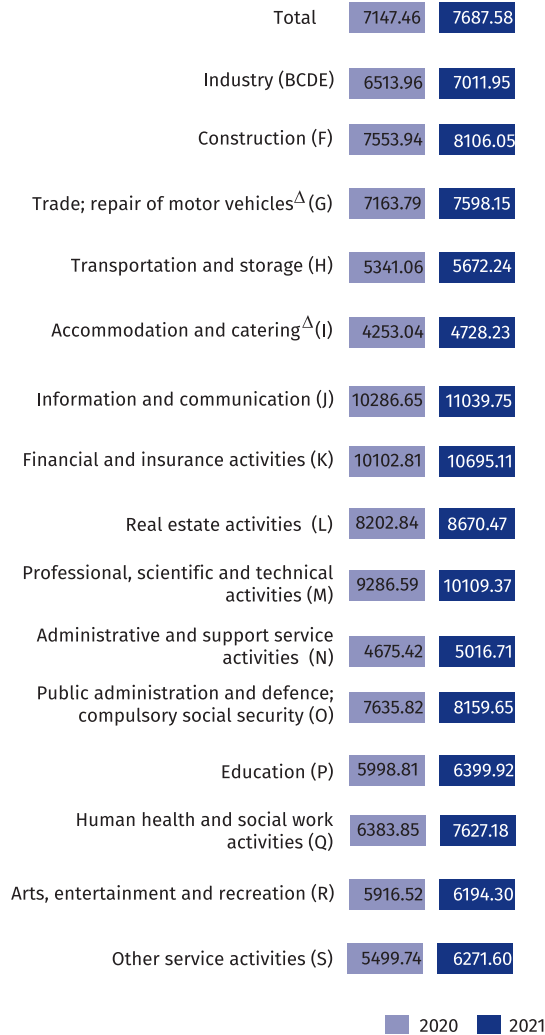 Total 7147.46 7687.58
Industry (BCDE) 6513.96 7011.95
Construction (F) 7553.94 8106.05
Trade; repair of motor vehiclesΔ (G) 7163.79 7598.15
Transportation and storage (H) 5341.06 5672.24
Accommodation and cateringΔ(I) 4253.04 4728.23
Information and communication (J) 10286.65 11039.75
Financial and insurance activities (K) 10102.81 10695.11
Real estate activities (L) 8202.84 8670.47
Professional, scientific and technical
activities (M) 9286.59 10109.37
Administrative and support service
activities (N) 4675.42 5016.71
Public administration and defence;
compulsory social security (O) 7635.82 8159.65
Education (P) 5998.81 6399.92
Human health and social work
activities (Q) 6383.85 7627.18
Arts, entertainment and recreation (R) 5916.52 6194.30
Other service activities (S) 5499.74 6271.60
2020 2021